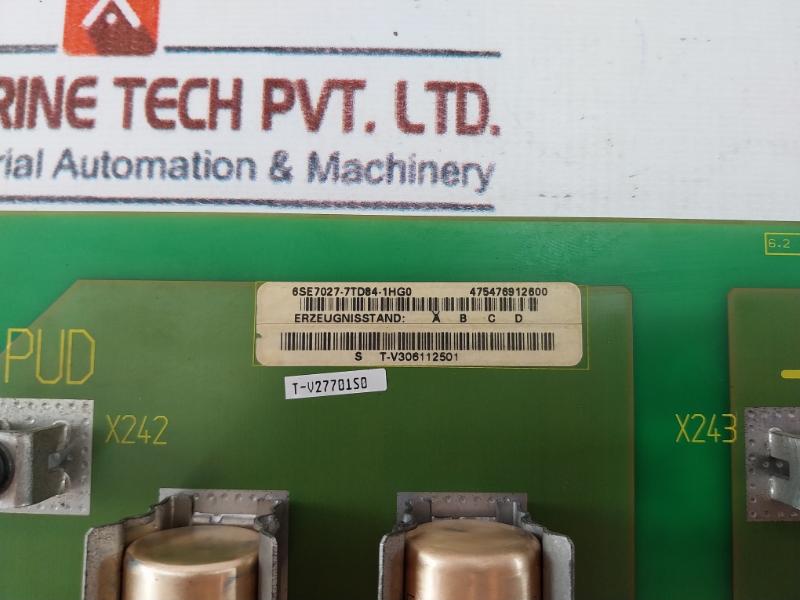 RINE TECH PVT. LTD.
rial Automation & Machinery
6.2
6SE7027-7TD84-1HG0 475476912600
ERZEUGNISSTAND: X B C D
S T-V306112501
PUD
T-V27701S0
X242
X243